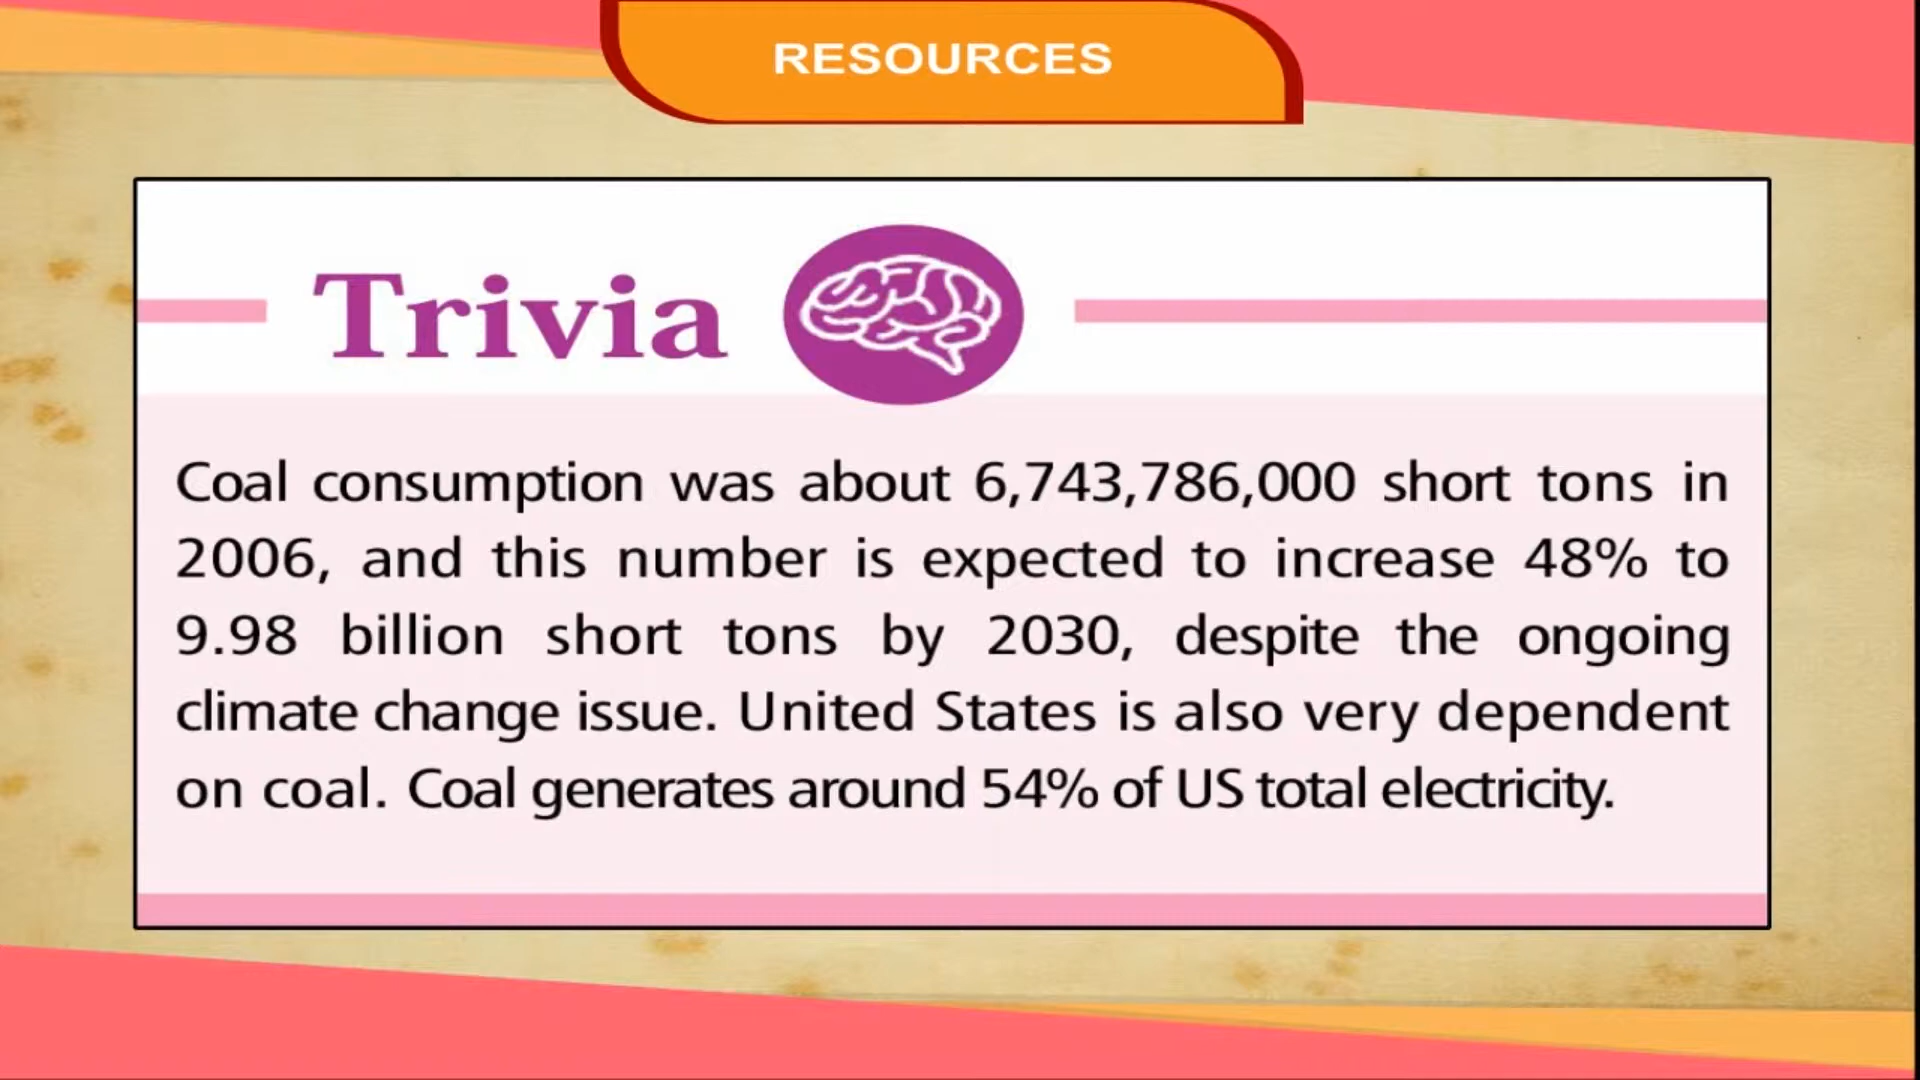 RESOURCES
Trivia
Coal consumption was about 6,743,786,000 short tons in
2006, and this number is expected to increase 48% to
9.98 billion short tons by 2030, despite the ongoing
climate change issue. United States is also very dependent
on coal. Coal generates around 54% of US total electricity.